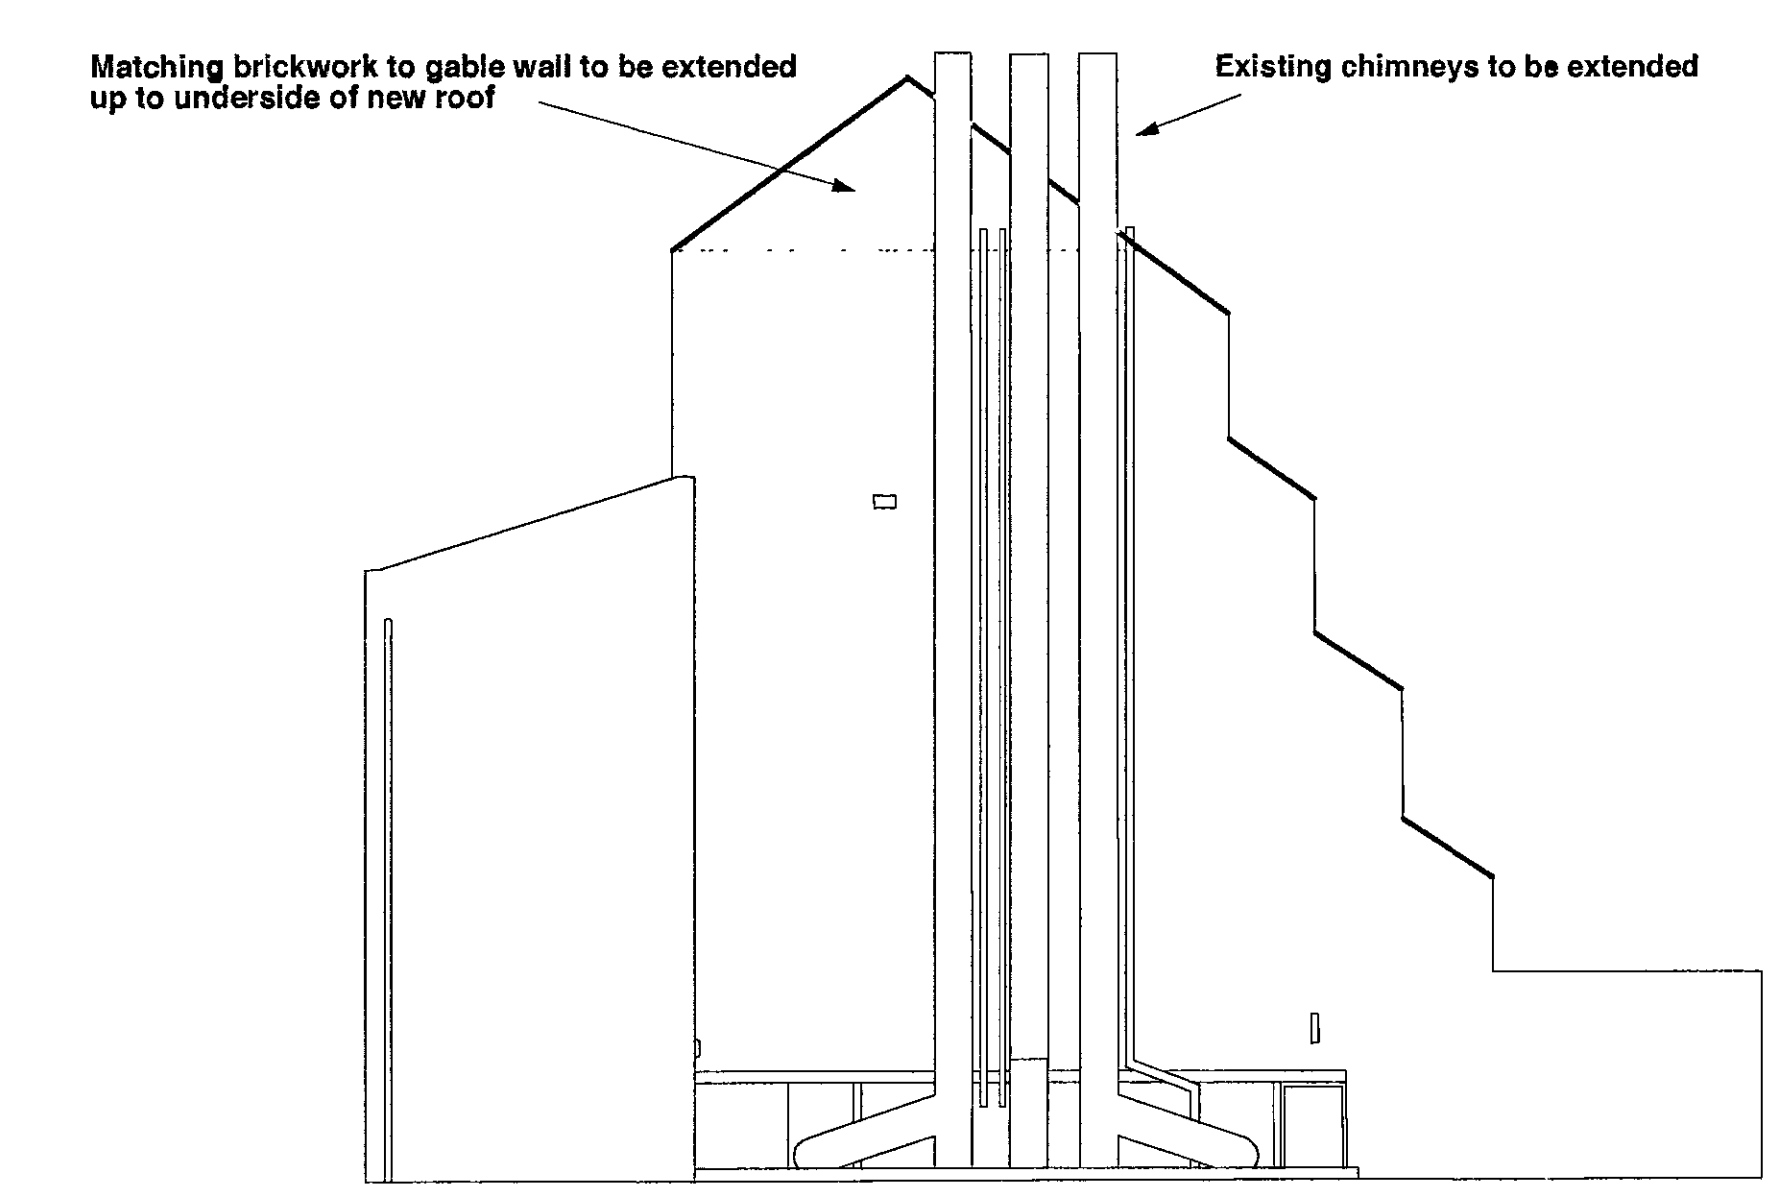 Matching brickwork to gable wall to be extended
up to underside of new roof
Existing chimneys to be extended